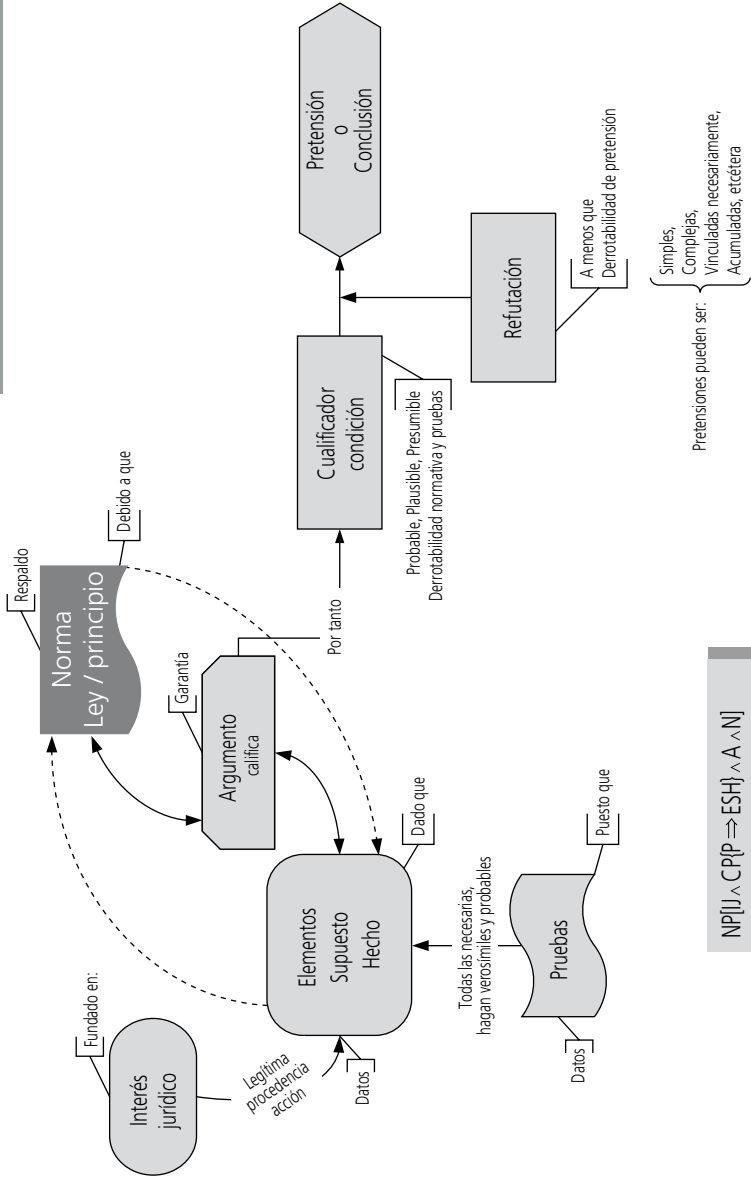 Interés
jurídico
Fundado en:
Legítima
procedencia
acción
Datos
Elementos
Supuesto
Hecho
Dado que
Todas las necesarias,
hagan verosímiles y probables
Pruebas
Datos
Puesto que
Norma
Ley / principio
Respaldo
Debido a que
Argumento
califica
Garantía
Por tanto
Cualificador
condición
Probable, Plausible, Presumible
Derrotabilidad normativa y pruebas
Pretensión
o
Conclusión
Refutación
A menos que
Derrotabilidad de pretensión
Pretensiones pueden ser:
Simples,
Complejas,
Vinculadas necesariamente,
Acumuladas, etcétera
NP[IJ ∧ CP{P ⇒ ESH} ∧ A ∧ N]